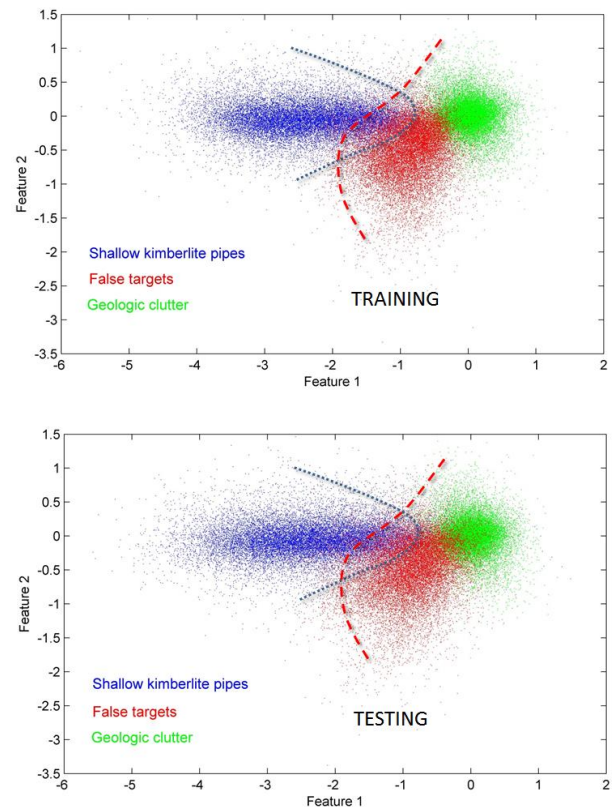 1.5
1
0.5
0
-0.5
-1
-1.5
-2
-2.5
-3
-3.5
Feature 2
Shallow kimberlite pipes
False targets
Geologic clutter
TRAINING
-6 -5 -4 -3 -2 -1 0 1 2
Feature 1
1.5
1
0.5
0
-0.5
-1
-1.5
-2
-2.5
-3
-3.5
Feature 2
Shallow kimberlite pipes
False targets
Geologic clutter
TESTING
-6 -5 -4 -3 -2 -1 0 1 2
Feature 1